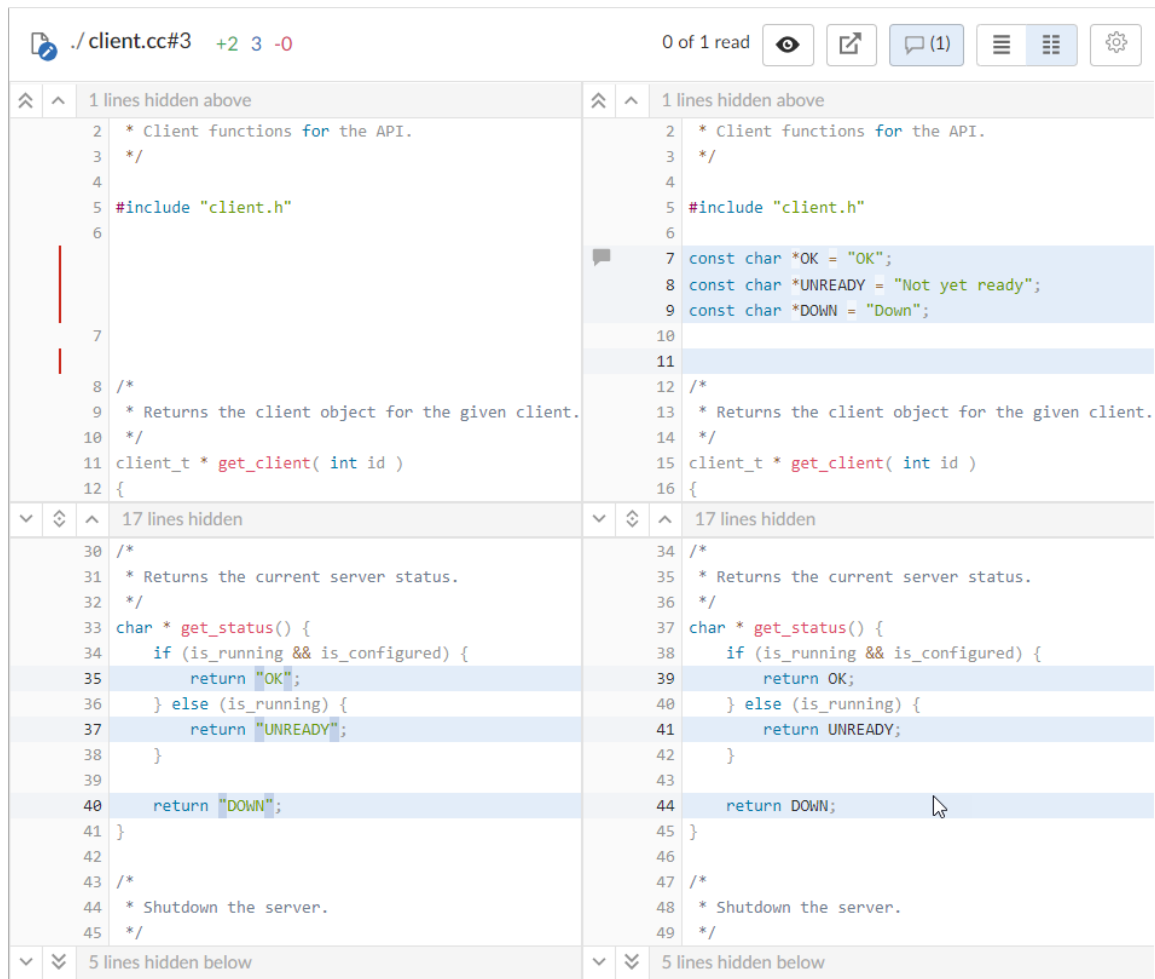 ./ client.cc#3 +2 3 -0 0 of 1 read (1)
1 lines hidden above
2  * Client functions for the API.
3  */
4
5 #include "client.h"
6
7
8 /*
9  * Returns the client object for the given client.
10  */
11 client_t * get_client( int id )
12 {
17 lines hidden
30 /*
31  * Returns the current server status.
32  */
33 char * get_status() {
34     if (is_running && is_configured) {
35         return "OK";
36     } else (is_running) {
37         return "UNREADY";
38     }
39
40     return "DOWN";
41 }
42
43 /*
44  * Shutdown the server.
45  */
5 lines hidden below
1 lines hidden above
2  * Client functions for the API.
3  */
4
5 #include "client.h"
6
7 const char *OK = "OK";
8 const char *UNREADY = "Not yet ready";
9 const char *DOWN = "Down";
10
11
12 /*
13  * Returns the client object for the given client.
14  */
15 client_t * get_client( int id )
16 {
17 lines hidden
34 /*
35  * Returns the current server status.
36  */
37 char * get_status() {
38     if (is_running && is_configured) {
39         return OK;
40     } else (is_running) {
41         return UNREADY;
42     }
43
44     return DOWN;
45 }
46
47 /*
48  * Shutdown the server.
49  */
5 lines hidden below